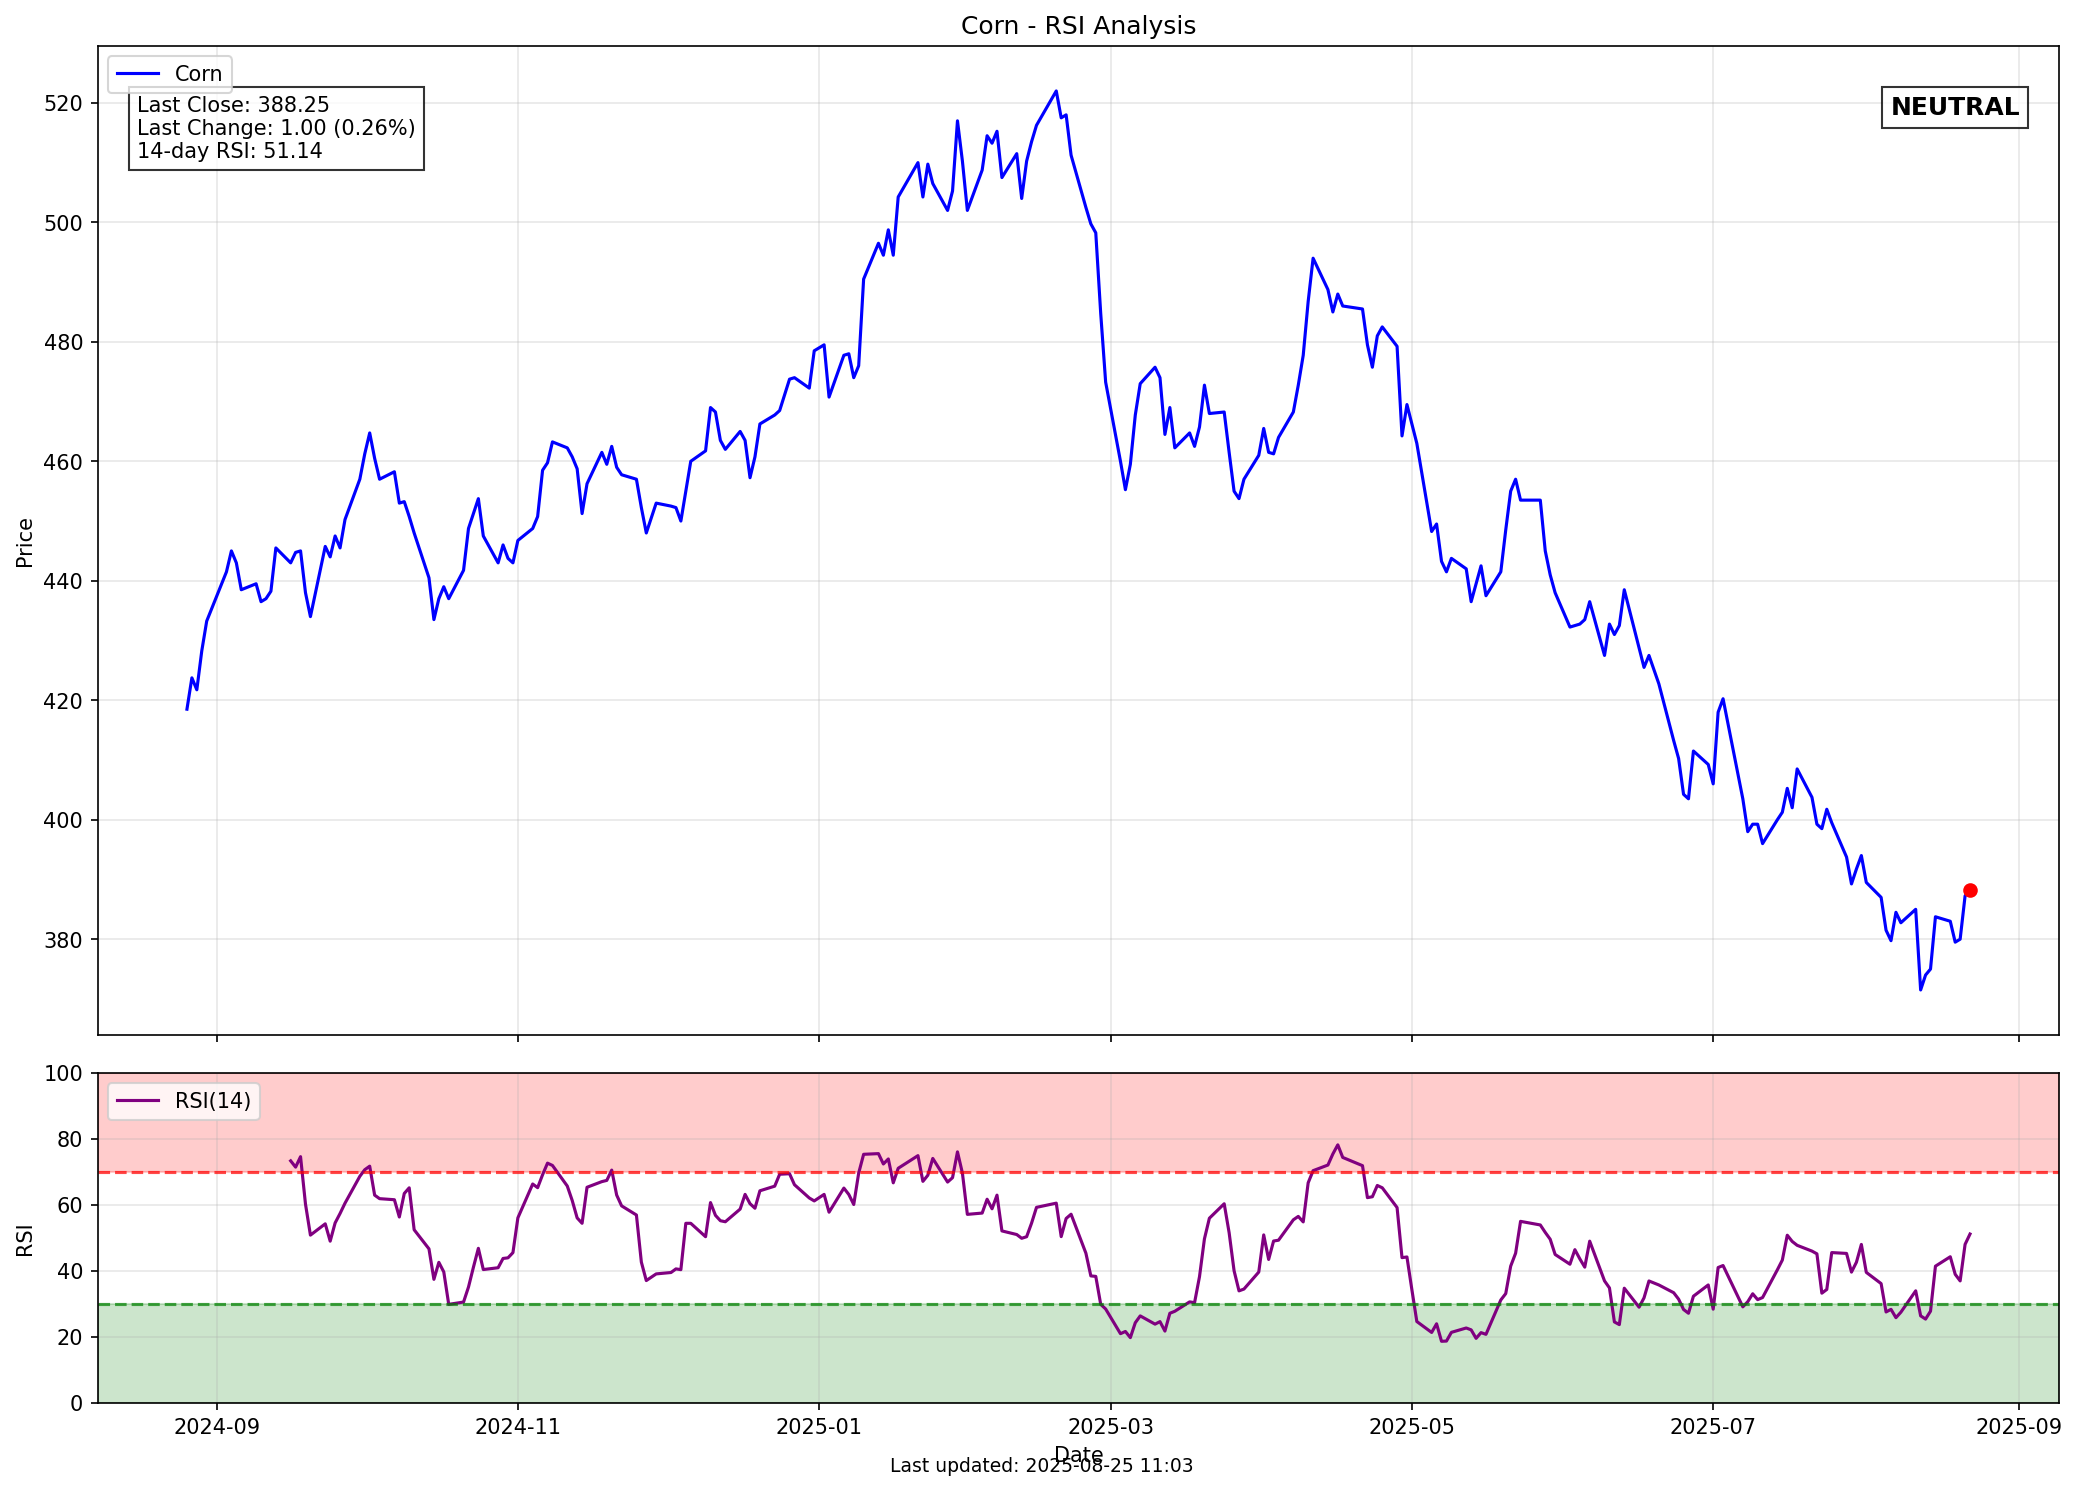 Corn - RSI Analysis
Corn
Last Close: 388.25
Last Change: 1.00 (0.26%)
14-day RSI: 51.14
NEUTRAL
Price
520
500
480
460
440
420
400
380
RSI(14)
RSI
100
80
60
40
20
0
2024-09
2024-11
2025-01
2025-03
2025-05
2025-07
2025-09
Date
Last updated: 2025-08-25 11:03